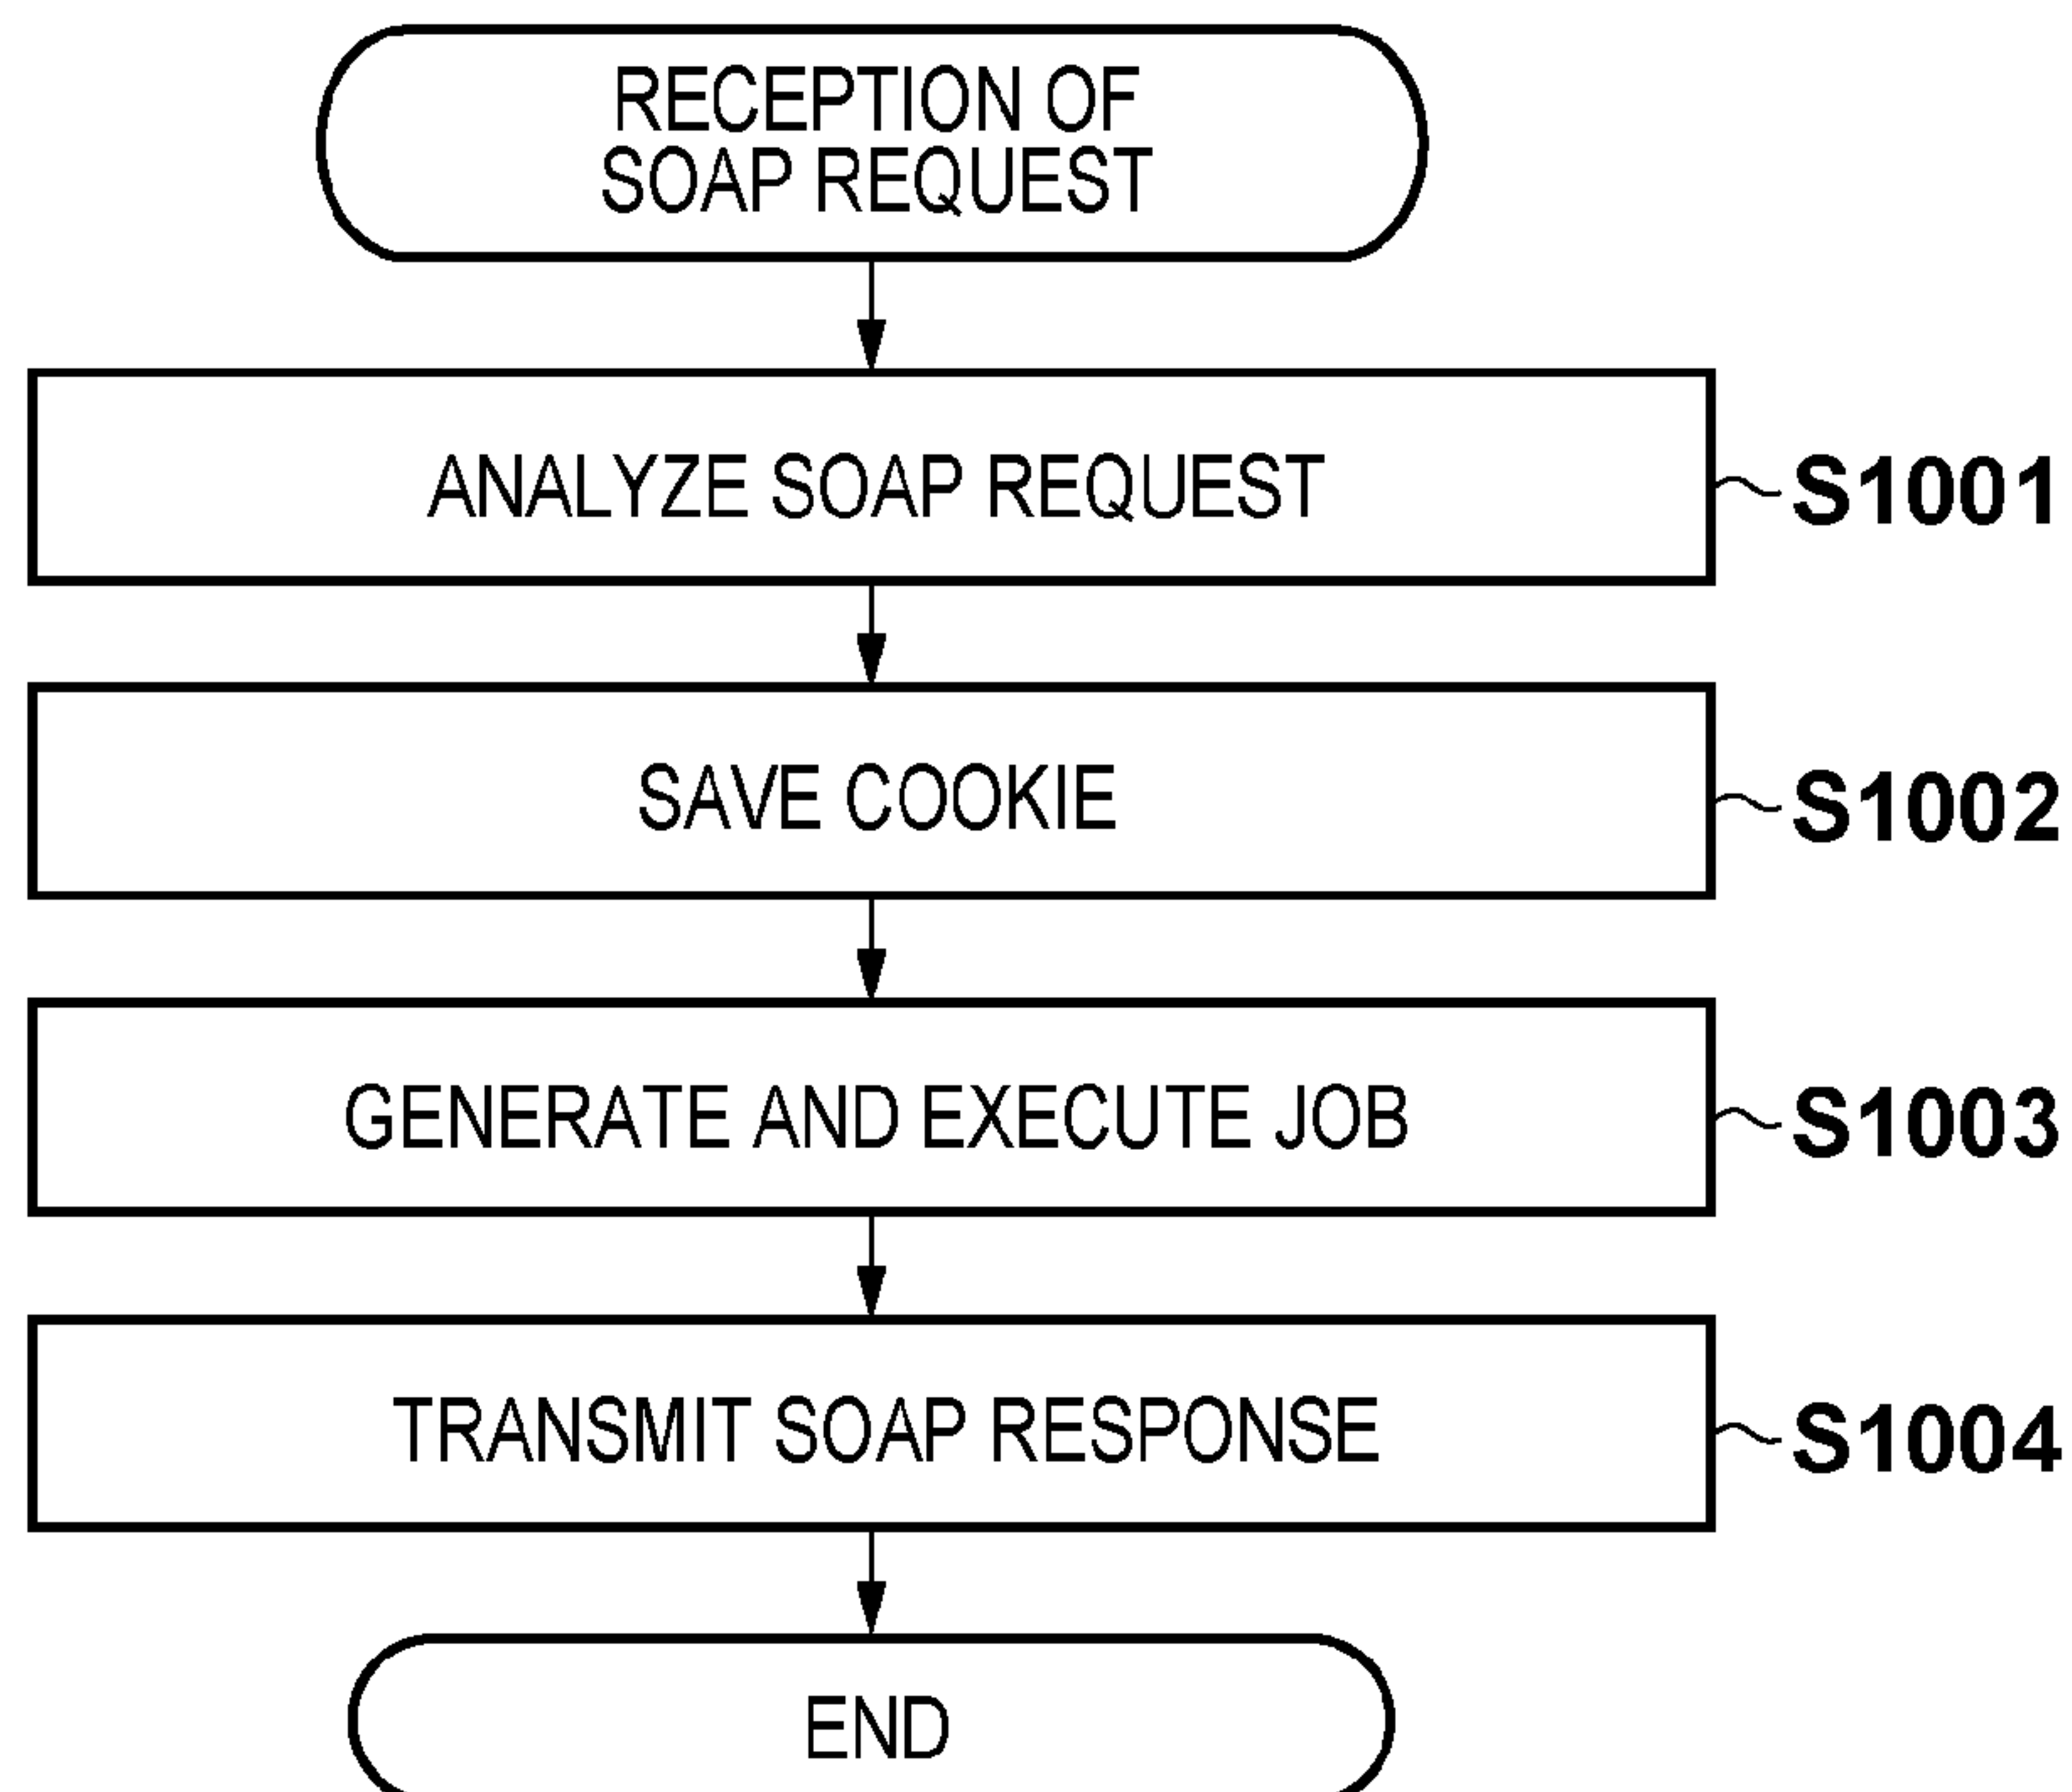 RECEPTION OF
SOAP REQUEST
ANALYZE SOAP REQUEST
S1001
SAVE COOKIE
S1002
GENERATE AND EXECUTE JOB
S1003
TRANSMIT SOAP RESPONSE
S1004
END